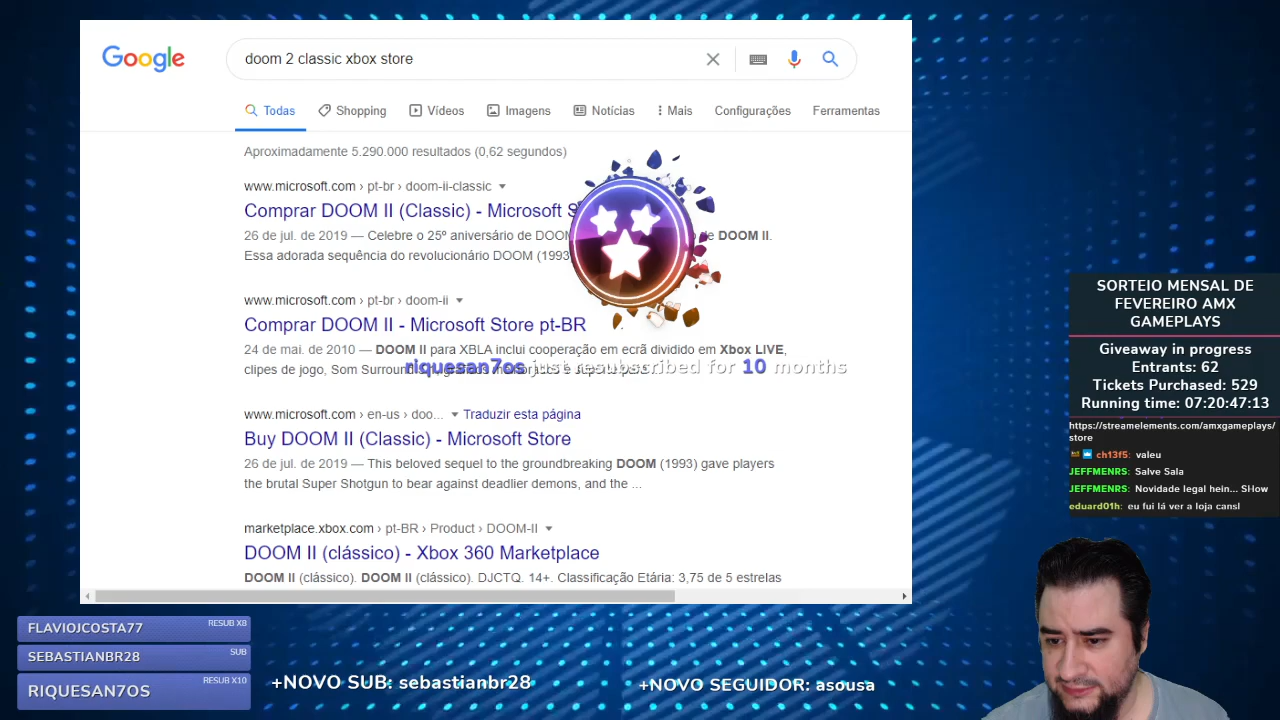 Google
doom 2 classic xbox store
Todas Shopping Vídeos Imagens Notícias Mais Configurações Ferramentas
Aproximadamente 5.290.000 resultados (0,62 segundos)
www.microsoft.com › pt-br › doom-ii-classic
Comprar DOOM II (Classic) - Microsoft S
26 de jul. de 2019 — Celebre o 25º aniversário de DOOM de DOOM II.
Essa adorada sequência do revolucionário DOOM (1993)
www.microsoft.com › pt-br › doom-ii
Comprar DOOM II - Microsoft Store pt-BR
24 de mai. de 2010 — DOOM II para XBLA inclui cooperação em ecrã dividido em Xbox LIVE,
clipes de jogo, Som Surround
riquesan7os just resubscribed for 10 months
www.microsoft.com › en-us › doo... Traduzir esta página
Buy DOOM II (Classic) - Microsoft Store
26 de jul. de 2019 — This beloved sequel to the groundbreaking DOOM (1993) gave players
the brutal Super Shotgun to bear against deadlier demons, and the ...
marketplace.xbox.com › pt-BR › Product › DOOM-II
DOOM II (clássico) - Xbox 360 Marketplace
DOOM II (clássico). DOOM II (clássico). DJCTQ. 14+. Classificação Etária: 3,75 de 5 estrelas
SORTEIO MENSAL DE
FEVEREIRO AMX
GAMEPLAYS
Giveaway in progress
Entrants: 62
Tickets Purchased: 529
Running time: 07:20:47:13
https://streamelements.com/amxgameplays/
store
ch13f5: valeu
JEFFMENRS: Salve Sala
JEFFMENRS: Novidade legal hein... SHow
eduard01h: eu fui lá ver a loja cansl
FLAVIOJCOSTA77 RESUB X8
SEBASTIANBR28 SUB
RIQUESAN7OS RESUB X10
+NOVO SUB: sebastianbr28
+NOVO SEGUIDOR: asousa